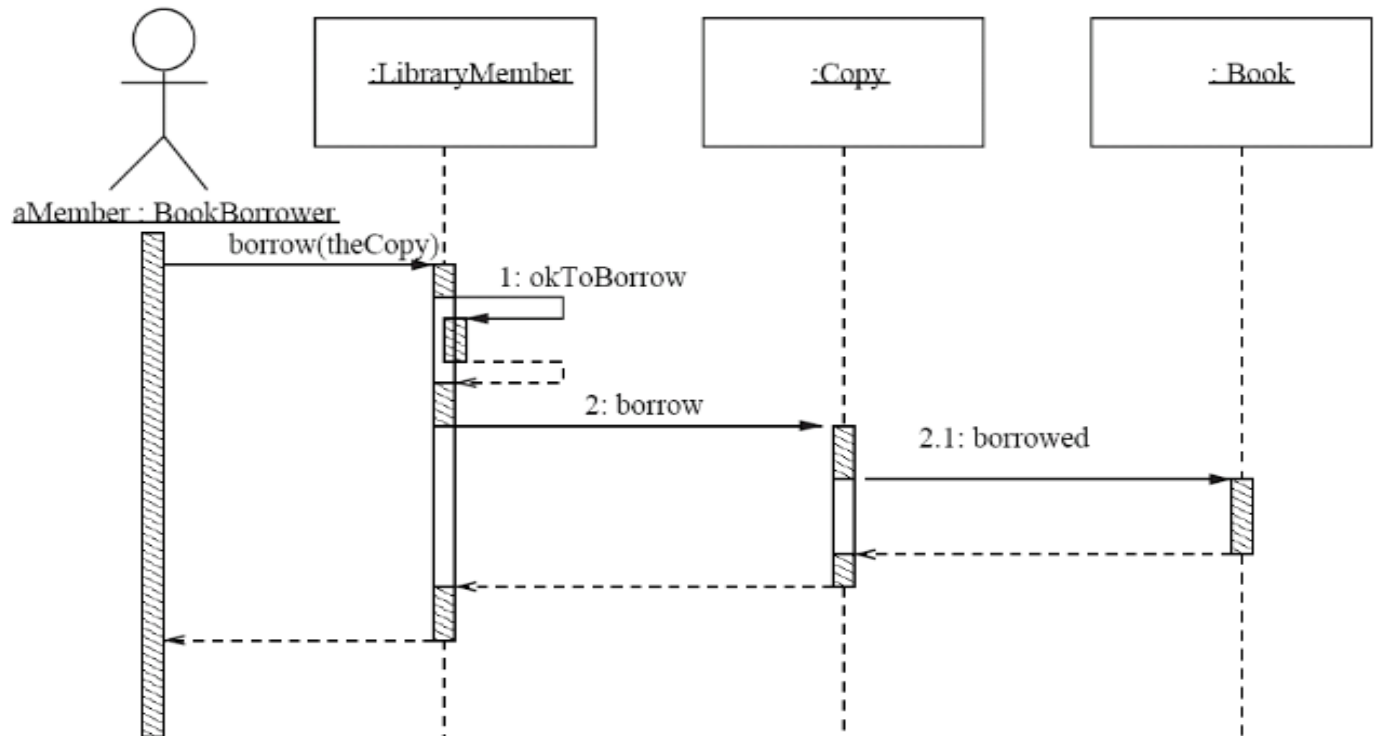 :LibraryMember
:Copy
: Book
aMember : BookBorrower
borrow(theCopy)
1: okToBorrow
2: borrow
2.1: borrowed